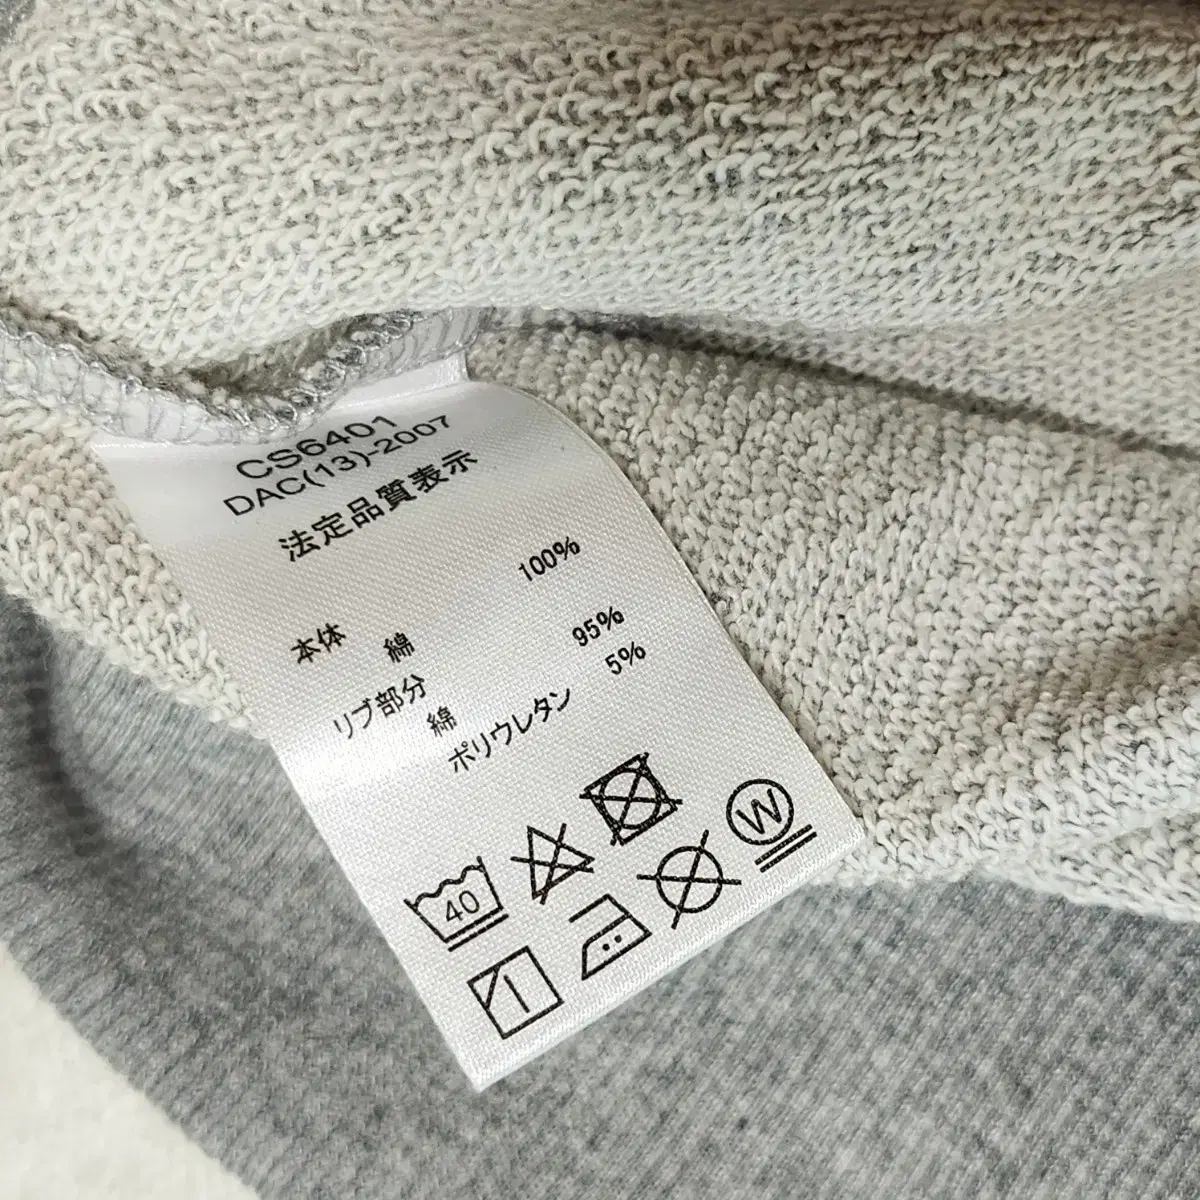 CS6401
DAC(13)-2007
法定品質表示
本体 100%
綿
リブ部分
綿 95%
ポリウレタン 5%
40
W